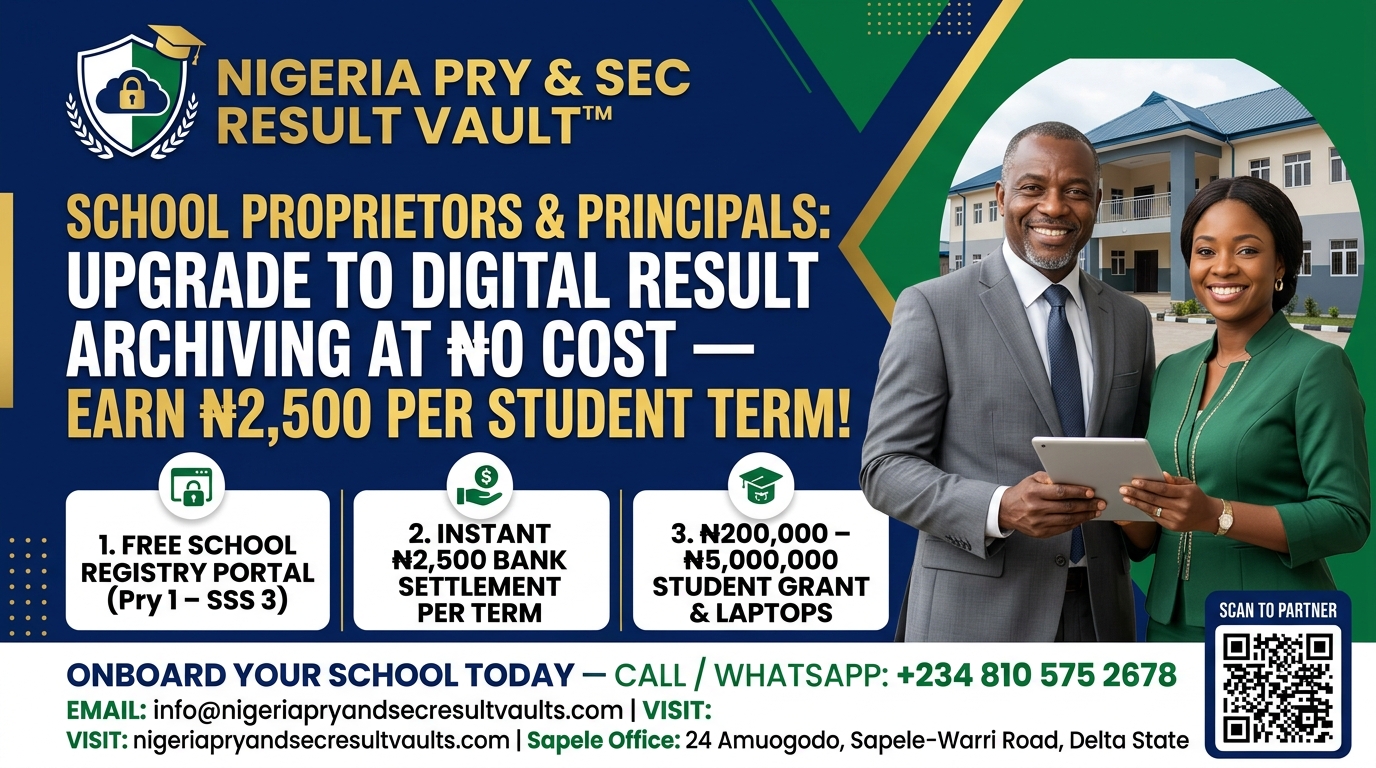 NIGERIA PRY & SEC
RESULT VAULT™
SCHOOL PROPRIETORS & PRINCIPALS:
UPGRADE TO DIGITAL RESULT
ARCHIVING AT ₦0 COST —
EARN ₦2,500 PER STUDENT TERM!
1. FREE SCHOOL
REGISTRY PORTAL
(Pry 1 – SSS 3)
2. INSTANT
₦2,500 BANK
SETTLEMENT
PER TERM
3. ₦200,000 –
₦5,000,000
STUDENT GRANT
& LAPTOPS
SCAN TO PARTNER
ONBOARD YOUR SCHOOL TODAY — CALL / WHATSAPP: +234 810 575 2678
EMAIL: info@nigeriapryandsecresultvaults.com | VISIT:
VISIT: nigeriapryandsecresultvaults.com | Sapele Office: 24 Amuogodo, Sapele-Warri Road, Delta State